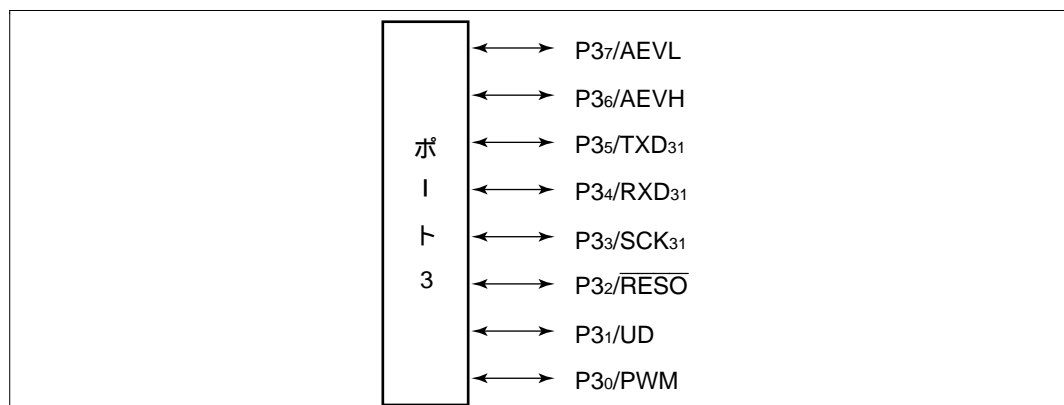 ポート3
P3₇/AEVL
P3₆/AEVH
P3₅/TXD₃₁
P3₄/RXD₃₁
P3₃/SCK₃₁
P3₂/R̅E̅S̅O̅
P3₁/UD
P3₀/PWM